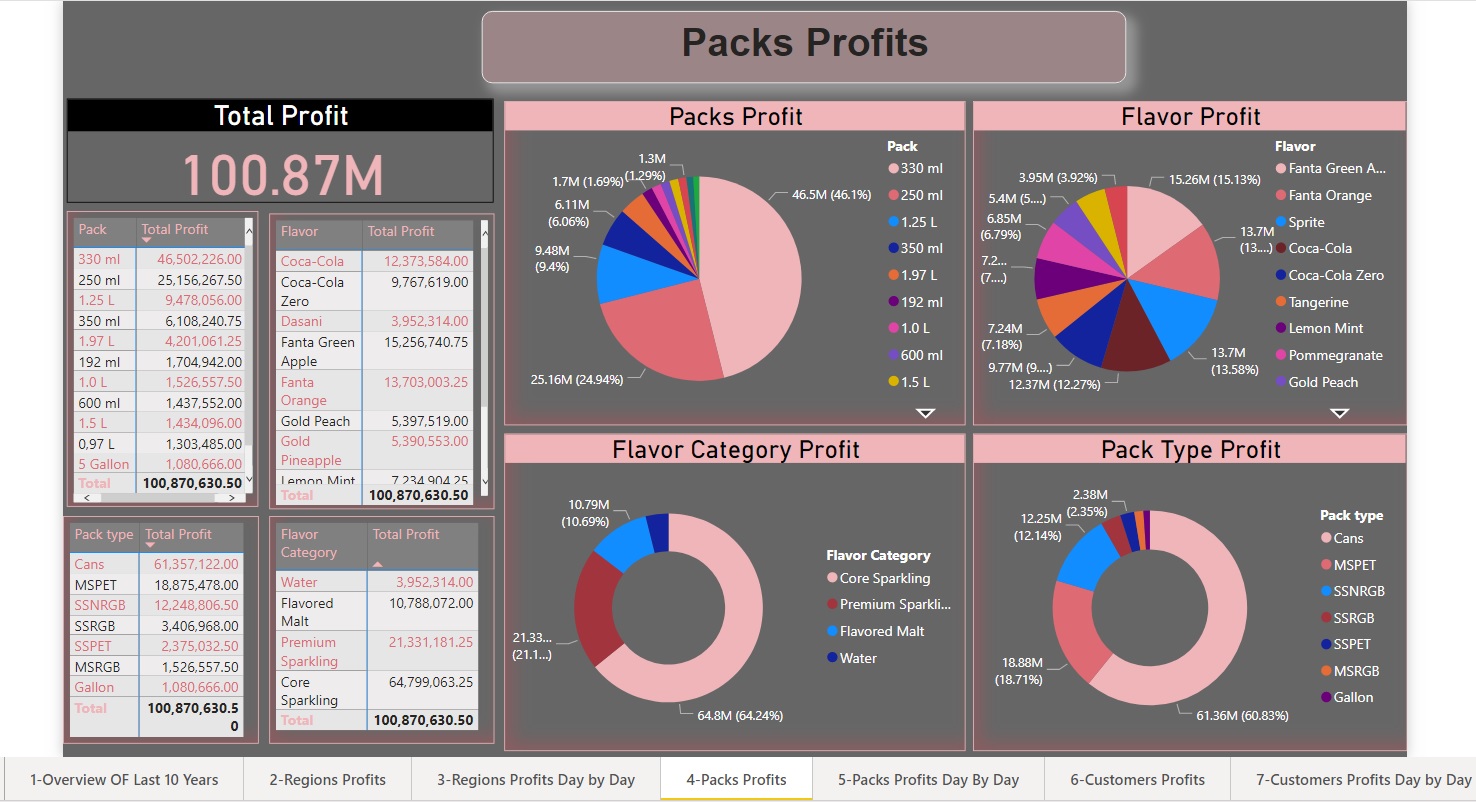 Packs Profits
Total Profit
100.87M
Pack Total Profit
330 ml 46,502,226.00
250 ml 25,156,267.50
1.25 L 9,478,056.00
350 ml 6,108,240.75
1.97 L 4,201,061.25
192 ml 1,704,942.00
1.0 L 1,526,557.50
600 ml 1,437,552.00
1.5 L 1,434,096.00
0,97 L 1,303,485.00
5 Gallon 1,080,666.00
Total 100,870,630.50
Flavor Total Profit
Coca-Cola 12,373,584.00
Coca-Cola 9,767,619.00
Zero
Dasani 3,952,314.00
Fanta Green 15,256,740.75
Apple
Fanta 13,703,003.25
Orange
Gold Peach 5,397,519.00
Gold 5,390,553.00
Pineapple
Lemon Mint 7,234,904.25
Total 100,870,630.50
Pack type Total Profit
Cans 61,357,122.00
MSPET 18,875,478.00
SSNRGB 12,248,806.50
SSRGB 3,406,968.00
SSPET 2,375,032.50
MSRGB 1,526,557.50
Gallon 1,080,666.00
Total 100,870,630.5
0
Flavor Total Profit
Category
Water 3,952,314.00
Flavored 10,788,072.00
Malt
Premium 21,331,181.25
Sparkling
Core 64,799,063.25
Sparkling
Total 100,870,630.50
Packs Profit
1.3M
(1.29%)
1.7M (1.69%)
6.11M
(6.06%)
9.48M
(9.4%)
25.16M (24.94%)
46.5M (46.1%)
Pack
330 ml
250 ml
1.25 L
350 ml
1.97 L
192 ml
1.0 L
600 ml
1.5 L
Flavor Profit
3.95M (3.92%)
5.4M (5....)
6.85M
(6.79%)
7.2...
(7....)
7.24M
(7.18%)
9.77M (9....)
12.37M (12.27%)
15.26M (15.13%)
13.7M
(13....)
13.7M
(13.58%)
Flavor
Fanta Green A...
Fanta Orange
Sprite
Coca-Cola
Coca-Cola Zero
Tangerine
Lemon Mint
Pommegranate
Gold Peach
Flavor Category Profit
10.79M
(10.69%)
21.33...
(21.1...)
64.8M (64.24%)
Flavor Category
Core Sparkling
Premium Sparkli...
Flavored Malt
Water
Pack Type Profit
2.38M
(2.35%)
12.25M
(12.14%)
18.88M
(18.71%)
61.36M (60.83%)
Pack type
Cans
MSPET
SSNRGB
SSRGB
SSPET
MSRGB
Gallon
1-Overview OF Last 10 Years
2-Regions Profits
3-Regions Profits Day by Day
4-Packs Profits
5-Packs Profits Day By Day
6-Customers Profits
7-Customers Profits Day by Day